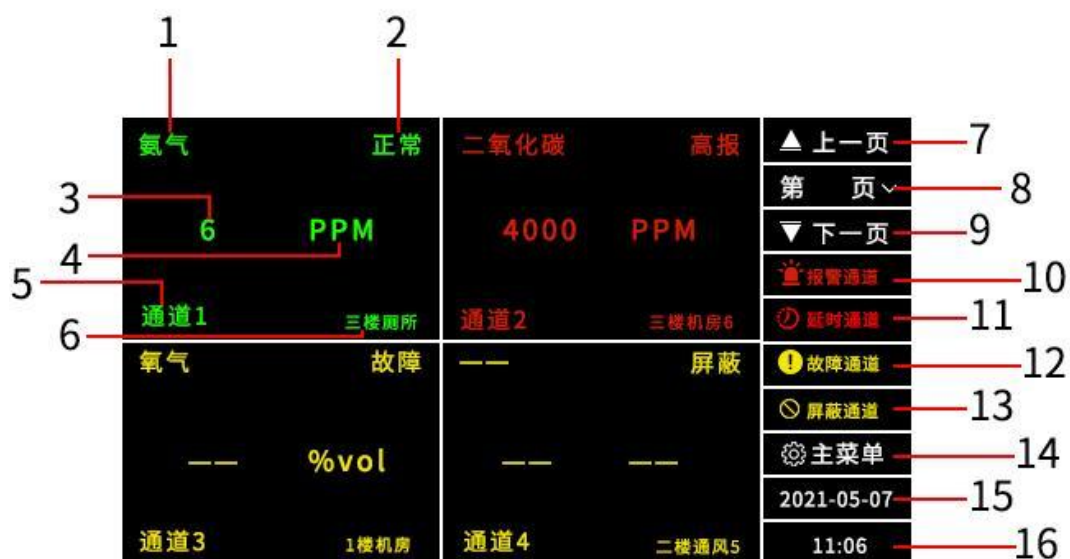 1
2
氨气 正常
二氧化碳 高报
▲ 上一页
7
3
第 页
8
6 PPM
4000 PPM
▼ 下一页
9
4
5
报警通道
10
通道1 三楼厕所
通道2 三楼机房6
延时通道
11
6
氧气 故障
—— 屏蔽
故障通道
12
屏蔽通道
13
—— %vol
—— ——
主菜单
14
2021-05-07
15
通道3 1楼机房
通道4 二楼通风5
11:06
16